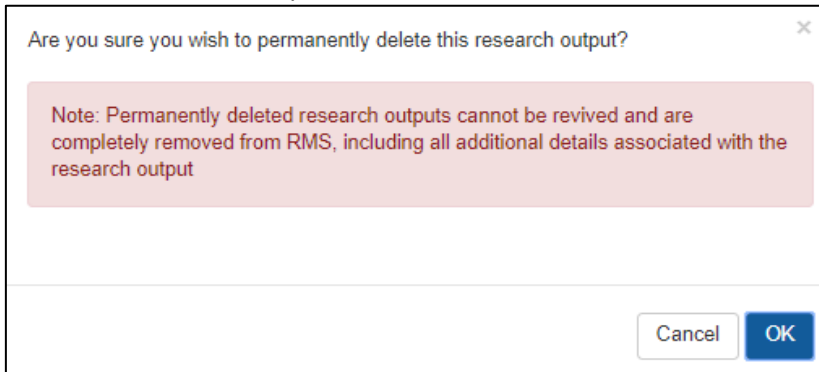 Are you sure you wish to permanently delete this research output?
×
Note: Permanently deleted research outputs cannot be revived and are
completely removed from RMS, including all additional details associated with the
research output
Cancel OK